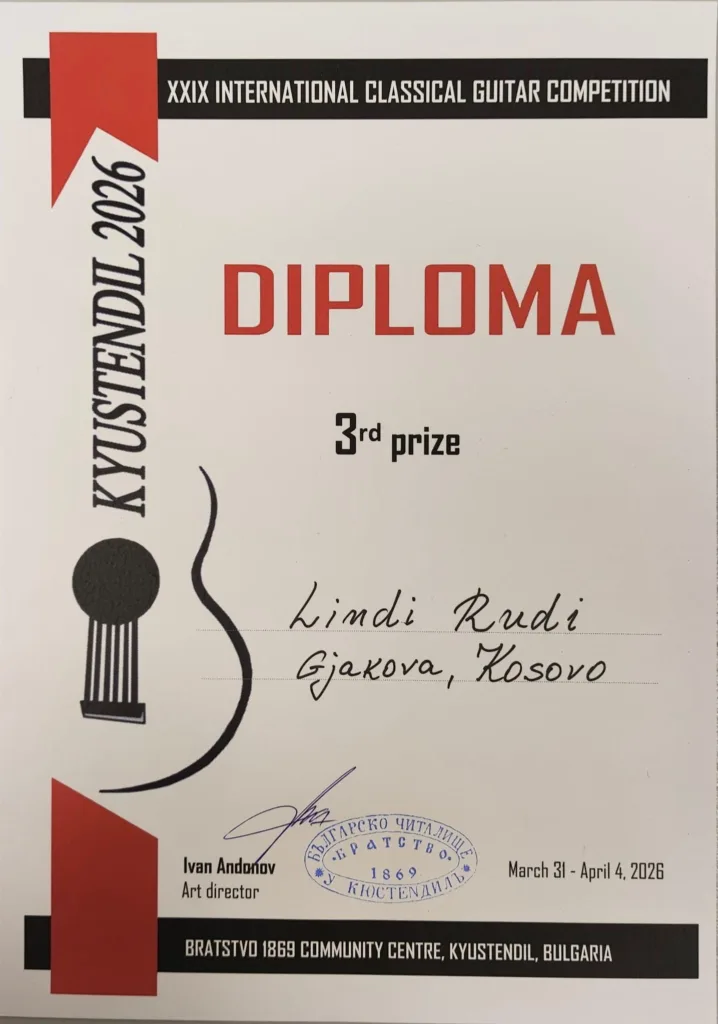 XXIX INTERNATIONAL CLASSICAL GUITAR COMPETITION
KYUSTENDIL 2026
DIPLOMA
3rd prize
Lindi Rudi
Gjakova, Kosovo
Ivan Andonov
Art director
БЪЛГАРСКО ЧИТАЛИЩЕ
БРАТСТВО
1869
У КЮСТЕНДИЛЪ
March 31 - April 4, 2026
BRATSTVO 1869 COMMUNITY CENTRE, KYUSTENDIL, BULGARIA